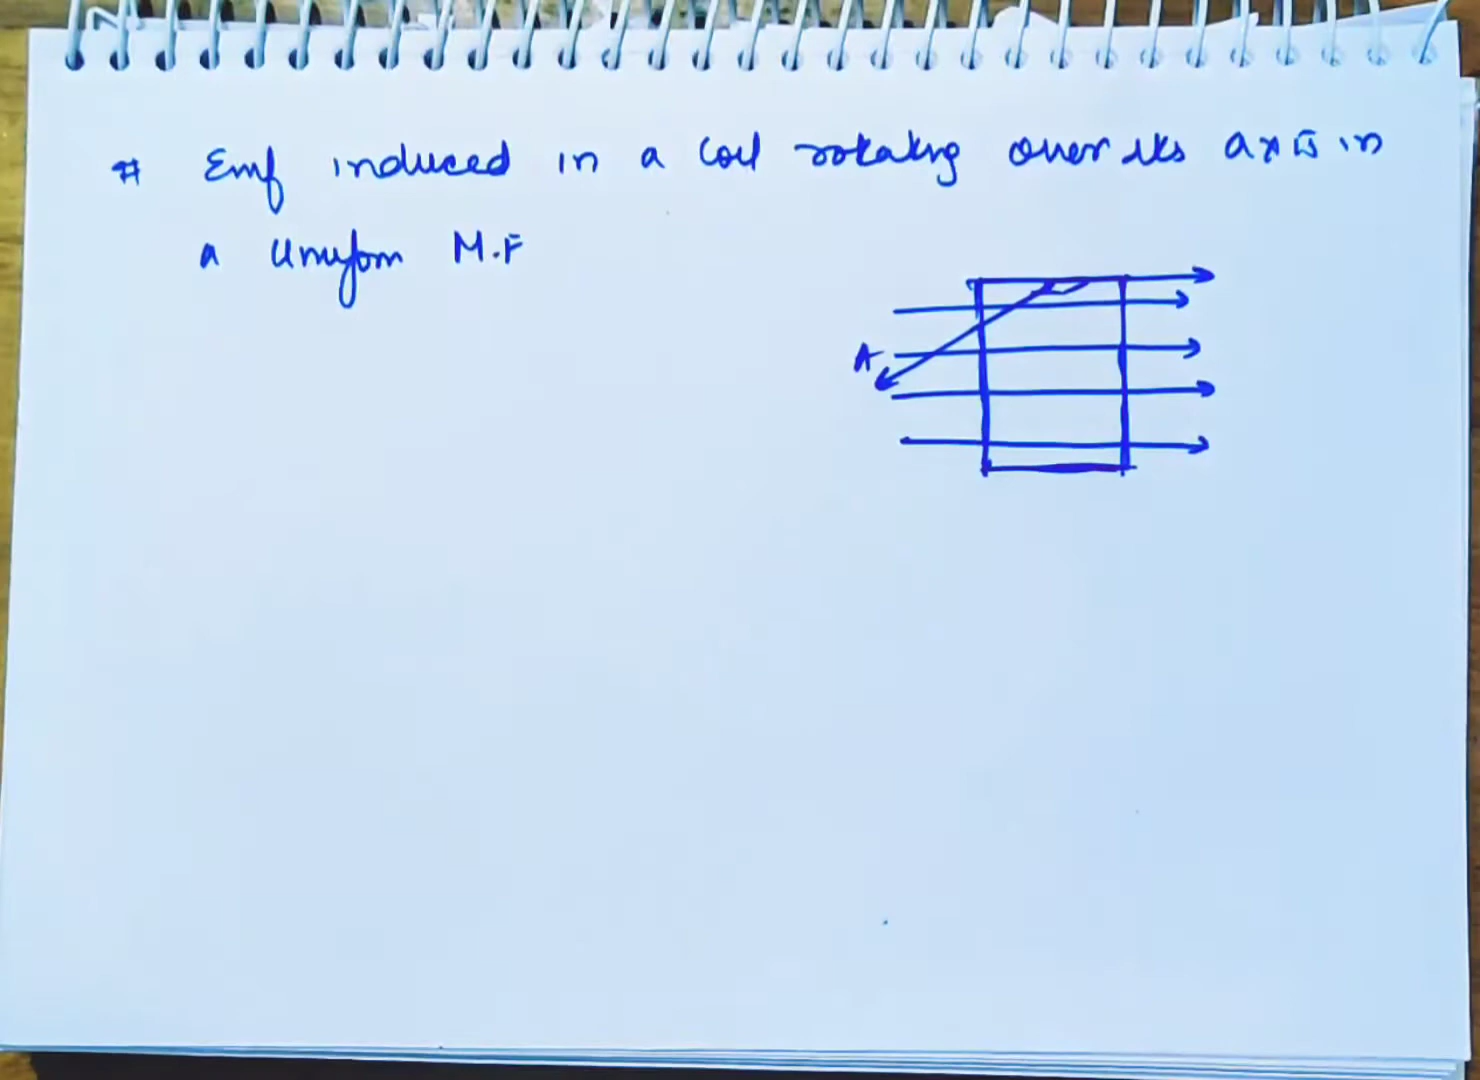 # Emf induced in a coil rotating over its axis in
a Uniform M.F
A